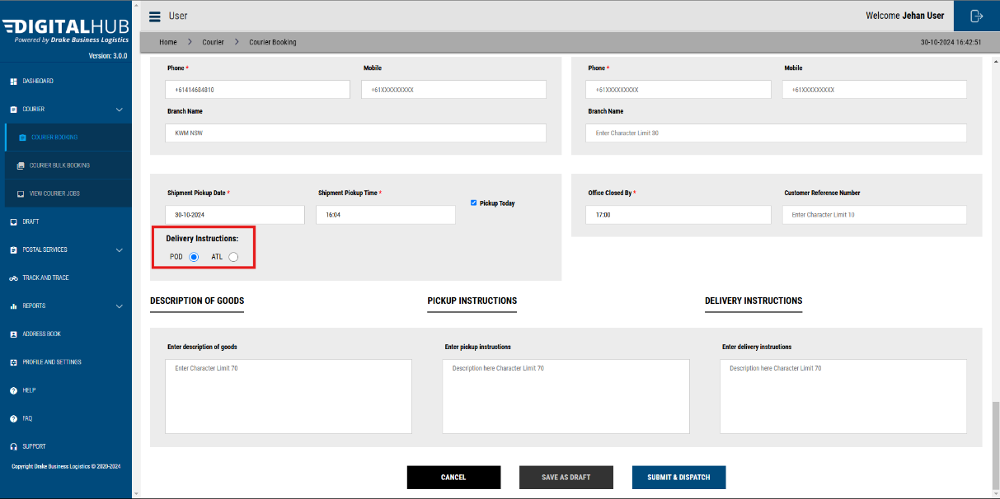 DIGITALHUB
Powered by Drake Business Logistics
Version: 3.0.0
DASHBOARD
COURIER
COURIER BOOKING
COURIER BULK BOOKING
VIEW COURIER JOBS
DRAFT
POSTAL SERVICES
TRACK AND TRACE
REPORTS
ADDRESS BOOK
PROFILE AND SETTINGS
HELP
FAQ
SUPPORT
Copyright Drake Business Logistics © 2020-2024
User
Welcome Jehan User
Home > Courier > Courier Booking
30-10-2024 16:42:51
Phone * Mobile
+61414684810 +61XXXXXXXXX
Branch Name
KWM NSW
Phone * Mobile
+61XXXXXXXXX +61XXXXXXXXX
Branch Name
Enter Character Limit 30
Shipment Pickup Date * Shipment Pickup Time *
Pickup Today
30-10-2024 16:04
Delivery Instructions:
POD ATL
Office Closed By * Customer Reference Number
17:00 Enter Character Limit 10
DESCRIPTION OF GOODS PICKUP INSTRUCTIONS DELIVERY INSTRUCTIONS
Enter description of goods Enter pickup instructions Enter delivery instructions
Enter Character Limit 70 Description here Character Limit 70 Description here Character Limit 70
CANCEL SAVE AS DRAFT SUBMIT & DISPATCH